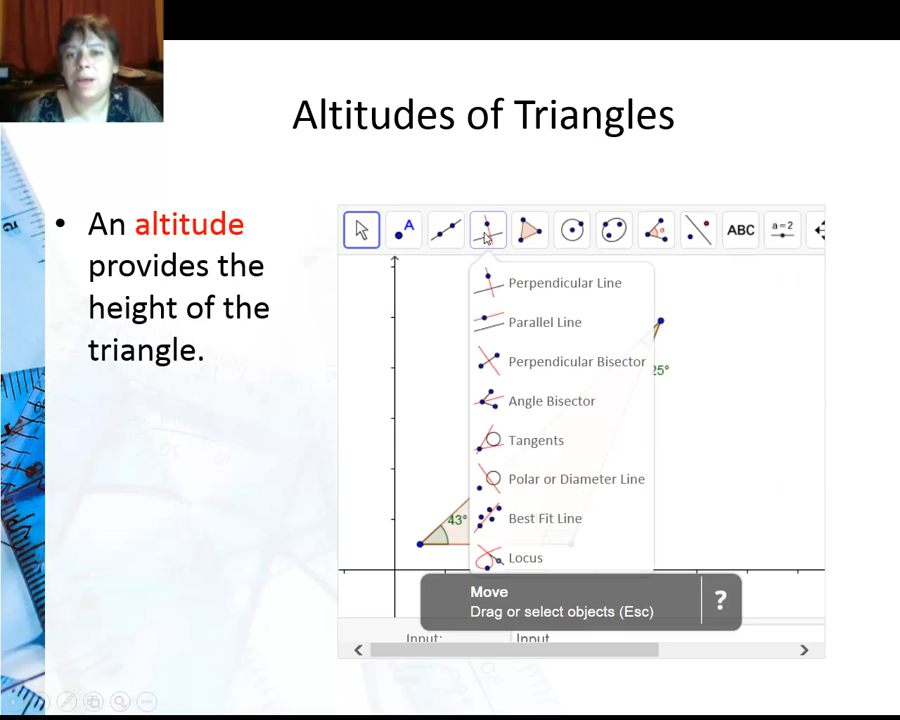 Altitudes of Triangles
• An altitude
provides the
height of the
triangle.
A
α
ABC
a=2
Perpendicular Line
Parallel Line
Perpendicular Bisector
Angle Bisector
Tangents
Polar or Diameter Line
Best Fit Line
Locus
25°
43°
Move
Drag or select objects (Esc)
?
Input:
Input